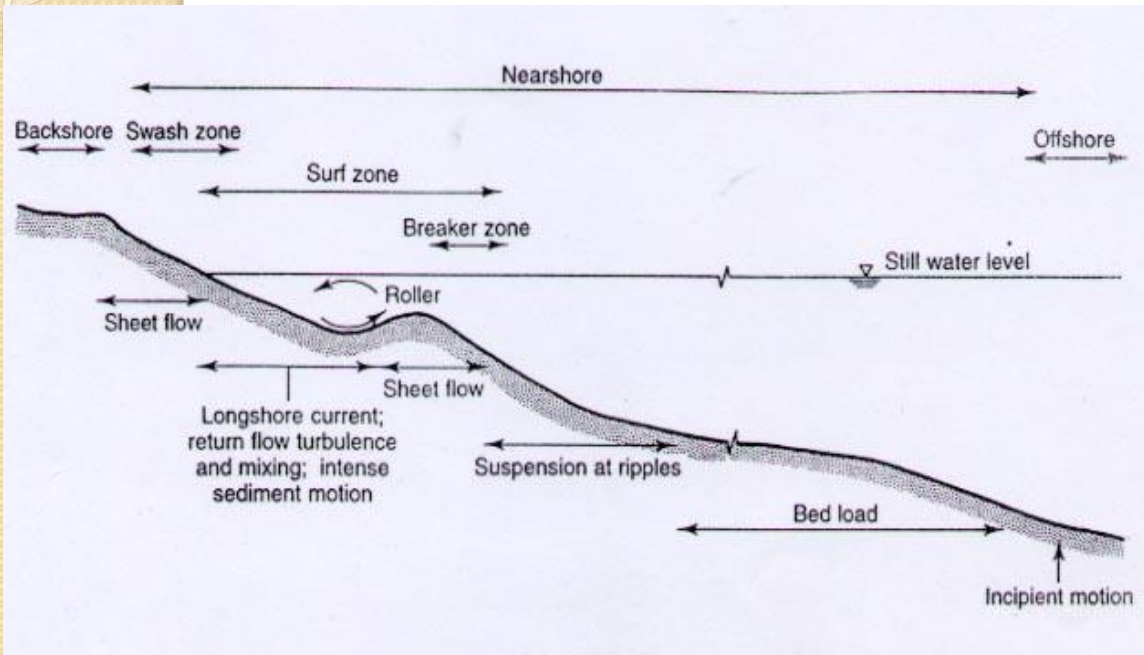 Nearshore
Backshore
Swash zone
Offshore
Surf zone
Breaker zone
Still water level
Roller
Sheet flow
Sheet flow
Longshore current;
return flow turbulence
and mixing; intense
sediment motion
Suspension at ripples
Bed load
Incipient motion